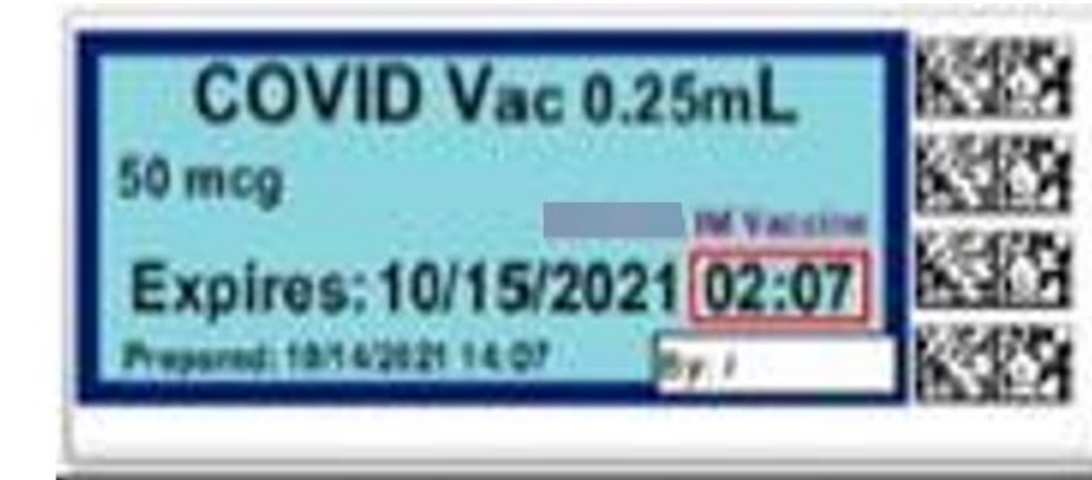 COVID Vac 0.25mL
50 mcg
IM Vaccine
Expires: 10/15/2021 02:07
Prepared: 10/14/2021 14:07
By: /